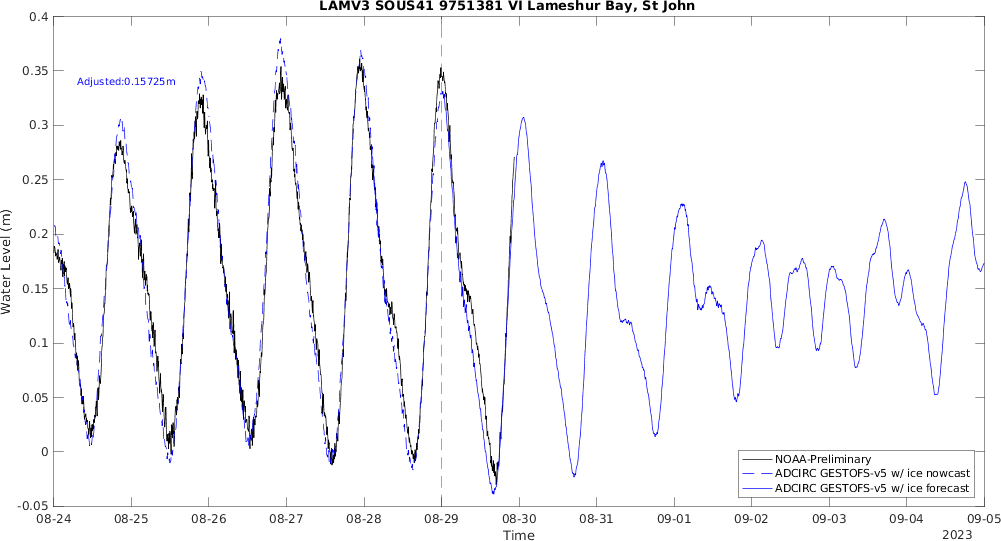 LAMV3 SOUS41 9751381 VI Lameshur Bay, St John
0.4
0.35
0.3
0.25
0.2
0.15
0.1
0.05
0
-0.05
Water Level (m)
Adjusted:0.15725m
NOAA-Preliminary
ADCIRC GESTOFS-v5 w/ ice nowcast
ADCIRC GESTOFS-v5 w/ ice forecast
08-24 08-25 08-26 08-27 08-28 08-29 08-30 08-31 09-01 09-02 09-03 09-04 09-05
Time
2023